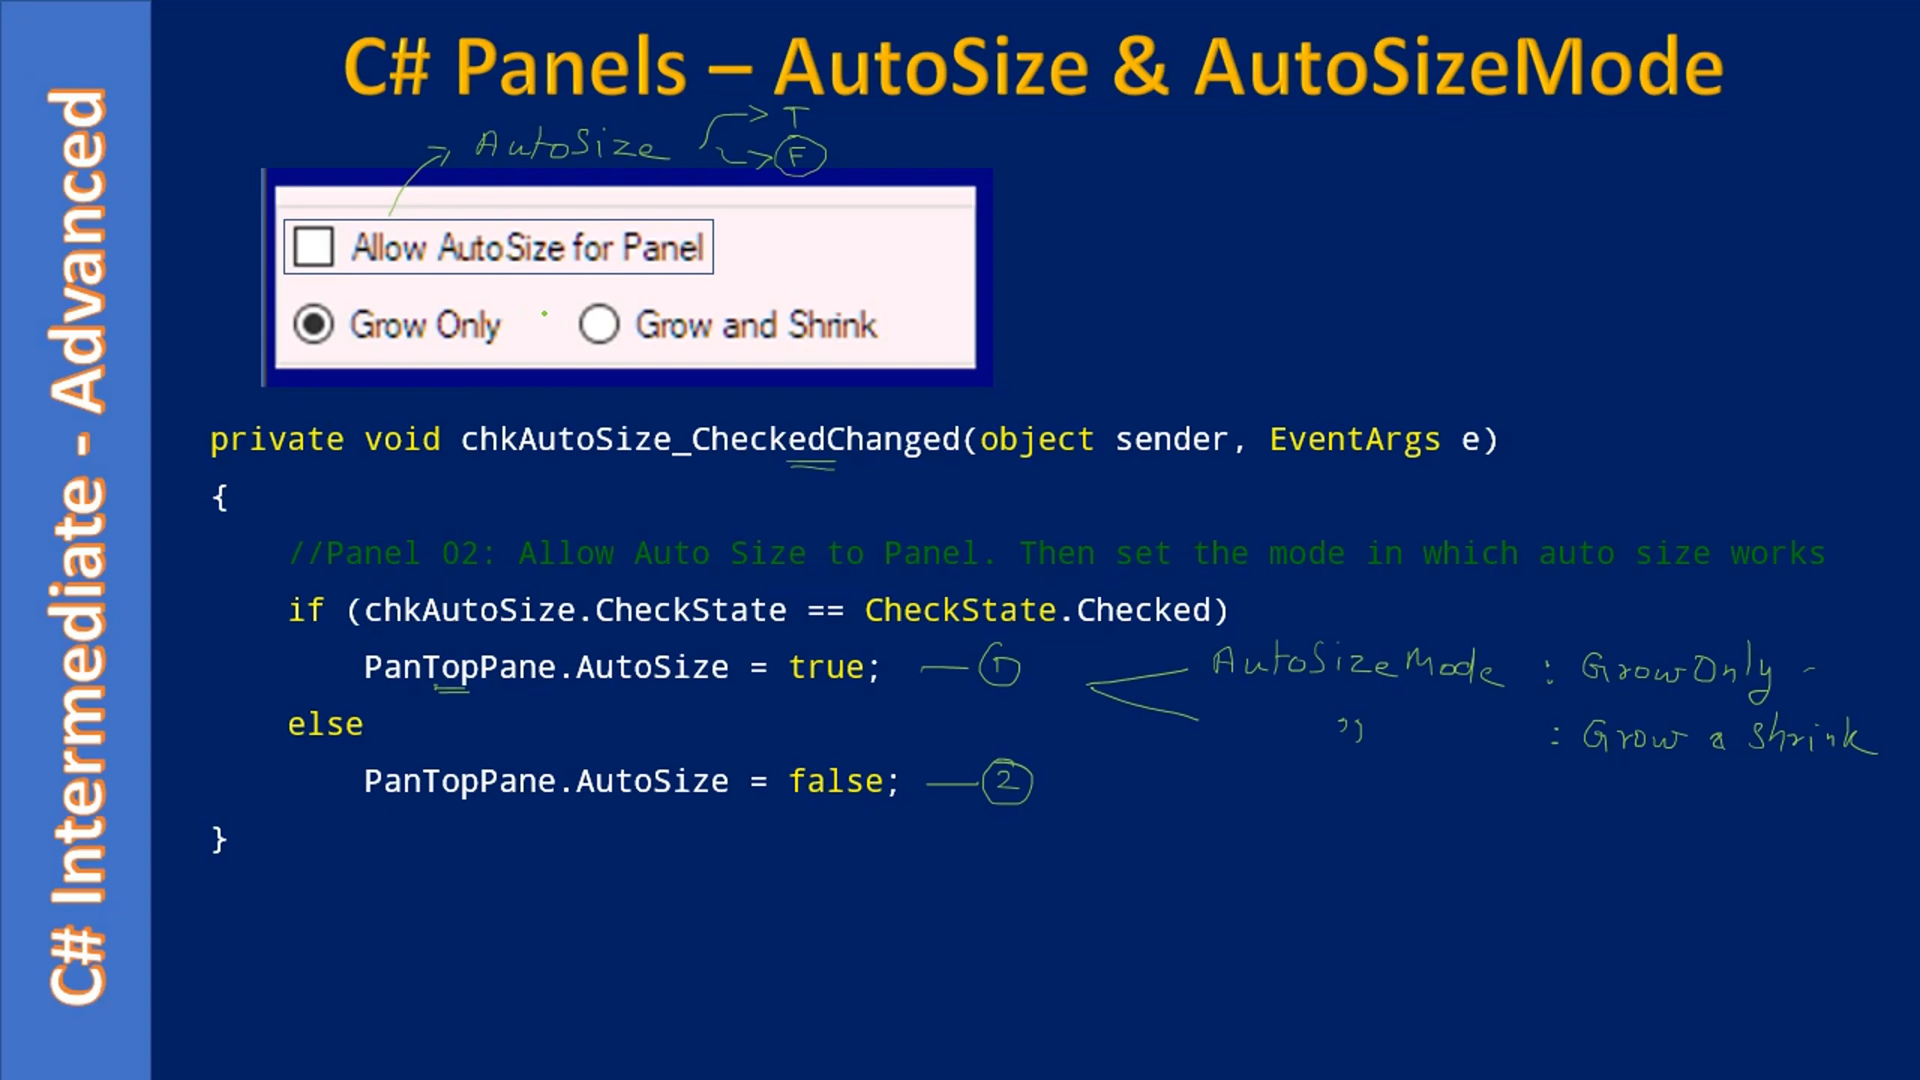 C# Intermediate - Advanced
C# Panels – AutoSize & AutoSizeMode
AutoSize
T
F
Allow AutoSize for Panel
Grow Only
Grow and Shrink
private void chkAutoSize_CheckedChanged(object sender, EventArgs e)
{
//Panel 02: Allow Auto Size to Panel. Then set the mode in which auto size works
if (chkAutoSize.CheckState == CheckState.Checked)
PanTopPane.AutoSize = true; — 1
AutoSizeMode : GrowOnly -
else
" : Grow a Shrink
PanTopPane.AutoSize = false; — 2
}